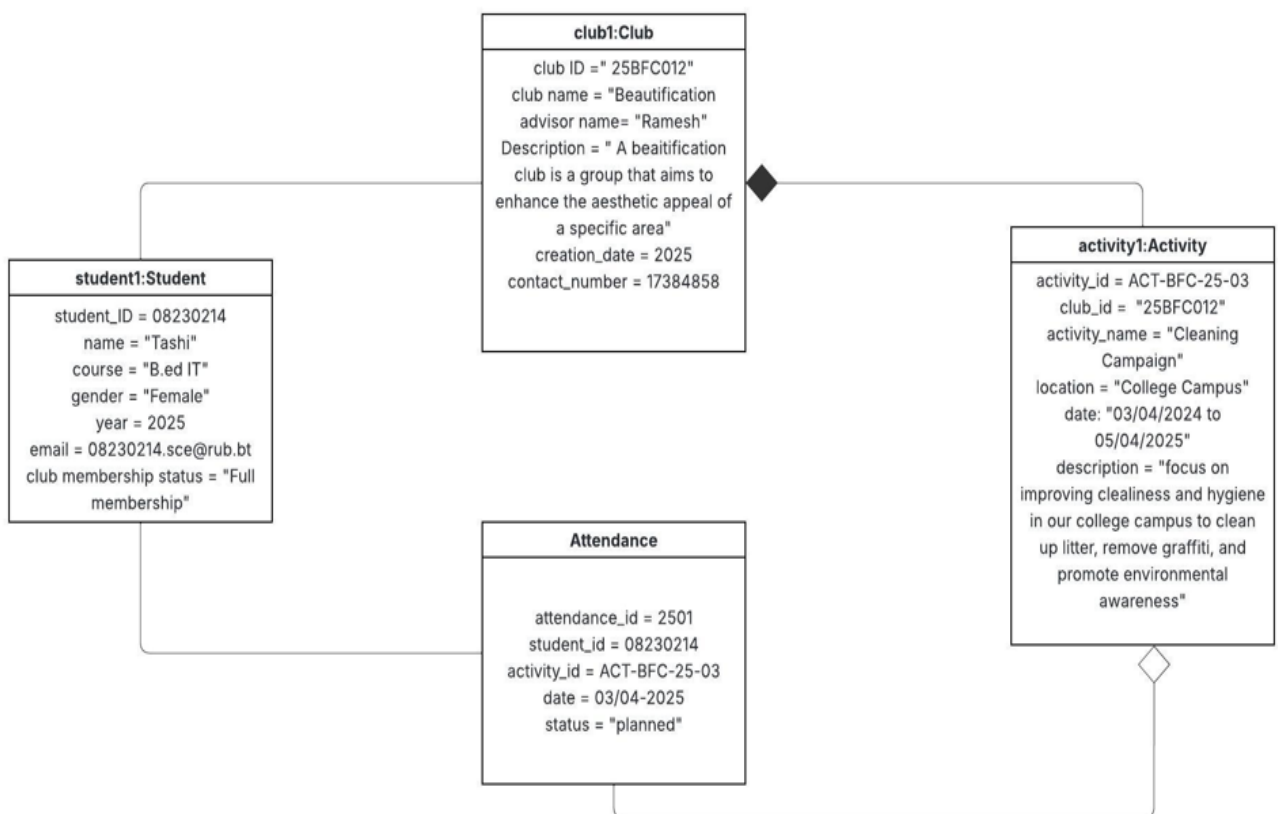 club1:Club
club ID =" 25BFC012"
club name = "Beautification
advisor name= "Ramesh"
Description = " A beaitification
club is a group that aims to
enhance the aesthetic appeal of
a specific area"
creation_date = 2025
contact_number = 17384858
student1:Student
student_ID = 08230214
name = "Tashi"
course = "B.ed IT"
gender = "Female"
year = 2025
email = 08230214.sce@rub.bt
club membership status = "Full
membership"
activity1:Activity
activity_id = ACT-BFC-25-03
club_id =  "25BFC012"
activity_name = "Cleaning
Campaign"
location = "College Campus"
date: "03/04/2024 to
05/04/2025"
description = "focus on
improving clealiness and hygiene
in our college campus to clean
up litter, remove graffiti, and
promote environmental
awareness"
Attendance
attendance_id = 2501
student_id = 08230214
activity_id = ACT-BFC-25-03
date = 03/04-2025
status = "planned"